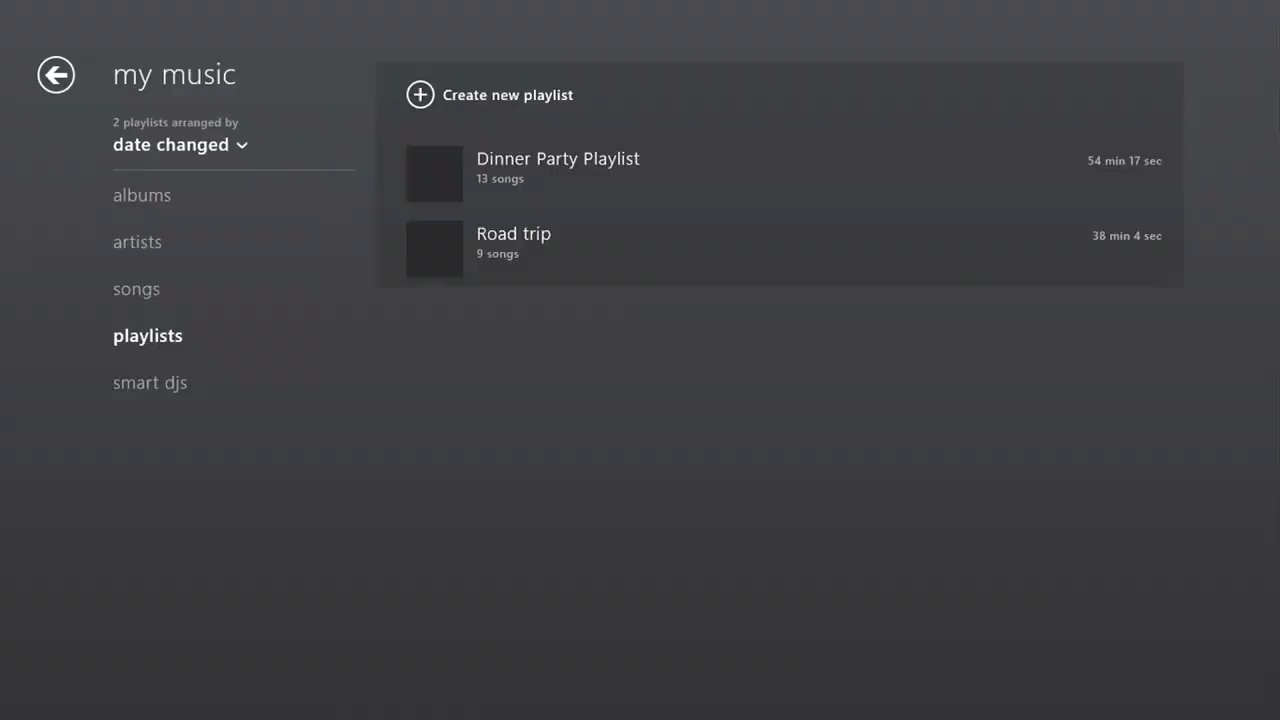 my music
2 playlists arranged by
date changed
albums
artists
songs
playlists
smart djs
Create new playlist
Dinner Party Playlist
54 min 17 sec
13 songs
Road trip
38 min 4 sec
9 songs